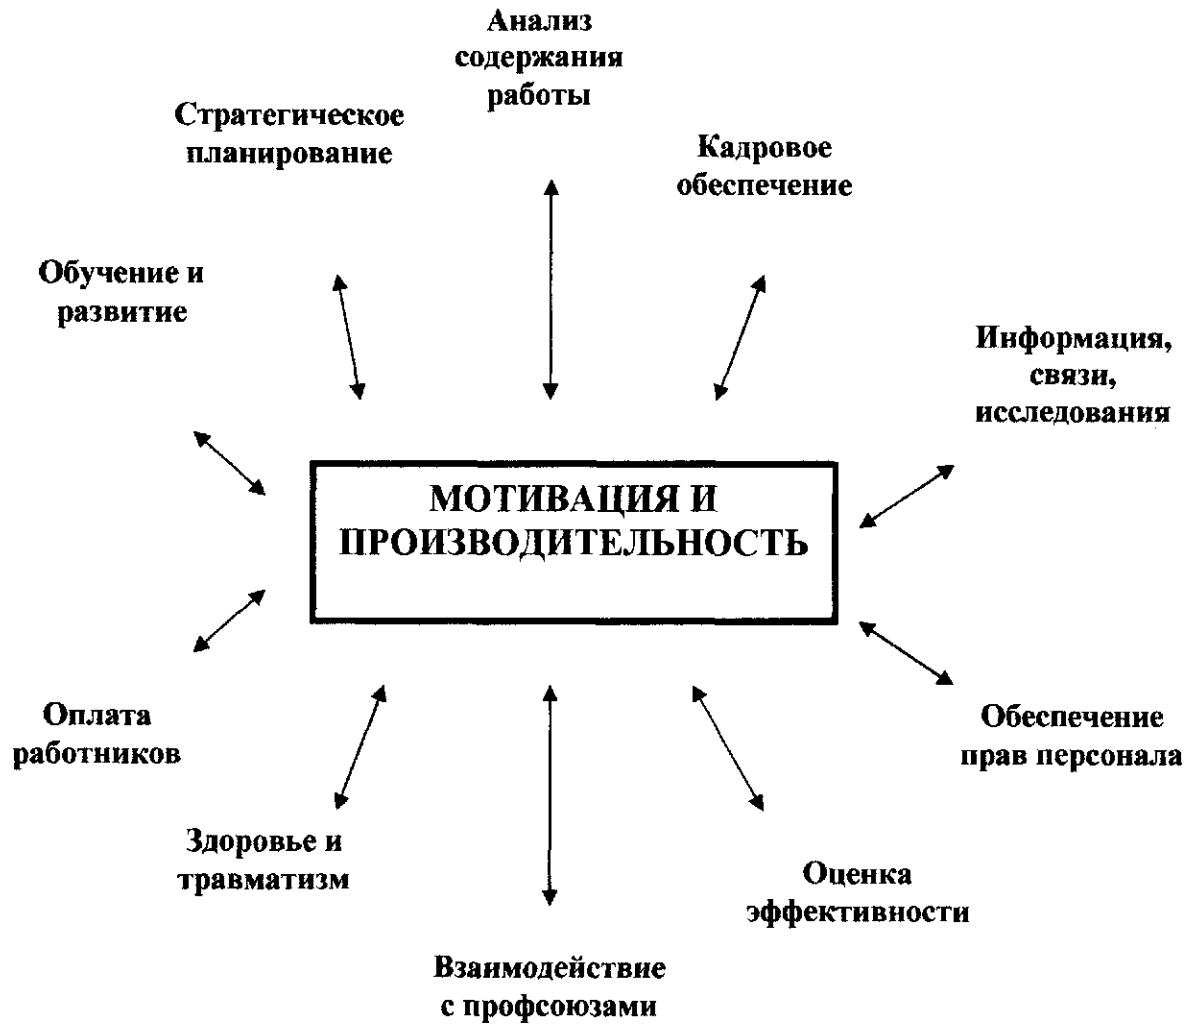 Анализ
содержания
работы
Стратегическое
планирование
Кадровое
обеспечение
Обучение и
развитие
Информация,
связи,
исследования
МОТИВАЦИЯ И
ПРОИЗВОДИТЕЛЬНОСТЬ
Оплата
работников
Обеспечение
прав персонала
Здоровье и
травматизм
Оценка
эффективности
Взаимодействие
с профсоюзами